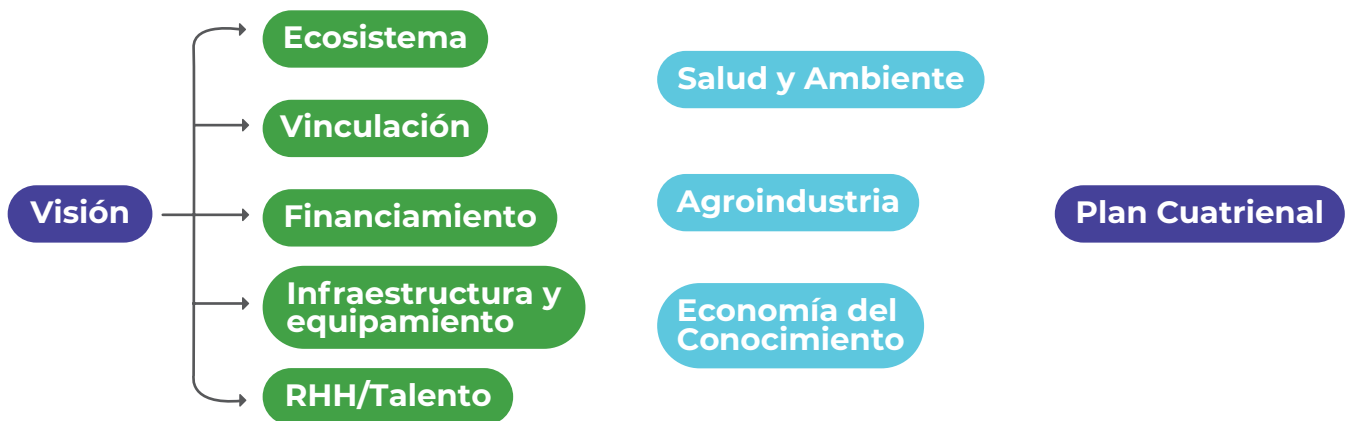 Visión
Ecosistema
Vinculación
Financiamiento
Infraestructura y
equipamiento
RHH/Talento
Salud y Ambiente
Agroindustria
Economía del
Conocimiento
Plan Cuatrienal